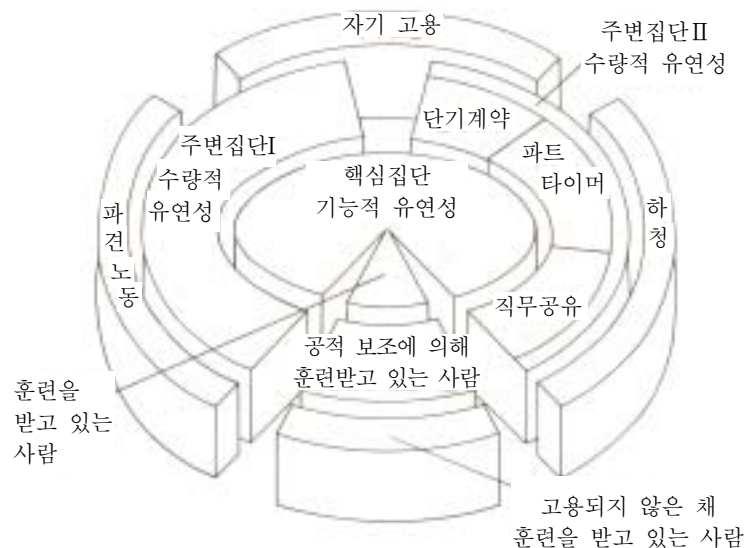 자기 고용
주변집단Ⅱ
수량적 유연성
단기계약
주변집단Ⅰ
수량적
유연성
파트
타이머
핵심집단
기능적 유연성
파견노동
하청
직무공유
공적 보조에 의해
훈련받고 있는 사람
훈련을
받고 있는
사람
고용되지 않은 채
훈련을 받고 있는 사람